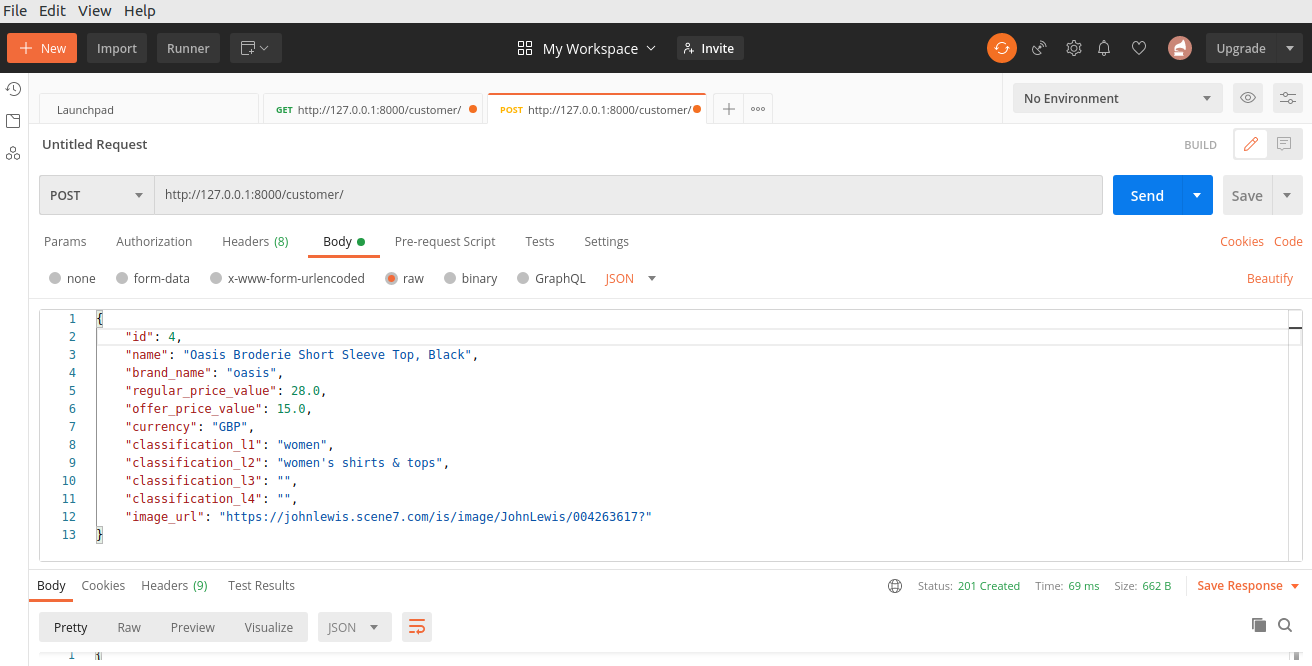 File Edit View Help
New Import Runner My Workspace Invite Upgrade
Launchpad GET http://127.0.0.1:8000/customer/ POST http://127.0.0.1:8000/customer/ No Environment
Untitled Request BUILD
POST http://127.0.0.1:8000/customer/ Send Save
Params Authorization Headers (8) Body Pre-request Script Tests Settings Cookies Code
none form-data x-www-form-urlencoded raw binary GraphQL JSON Beautify
1 {
2 "id": 4,
3 "name": "Oasis Broderie Short Sleeve Top, Black",
4 "brand_name": "oasis",
5 "regular_price_value": 28.0,
6 "offer_price_value": 15.0,
7 "currency": "GBP",
8 "classification_l1": "women",
9 "classification_l2": "women's shirts & tops",
10 "classification_l3": "",
11 "classification_l4": "",
12 "image_url": "https://johnlewis.scene7.com/is/image/JohnLewis/004263617?"
13 }
Body Cookies Headers (9) Test Results Status: 201 Created Time: 69 ms Size: 662 B Save Response
Pretty Raw Preview Visualize JSON
1 {